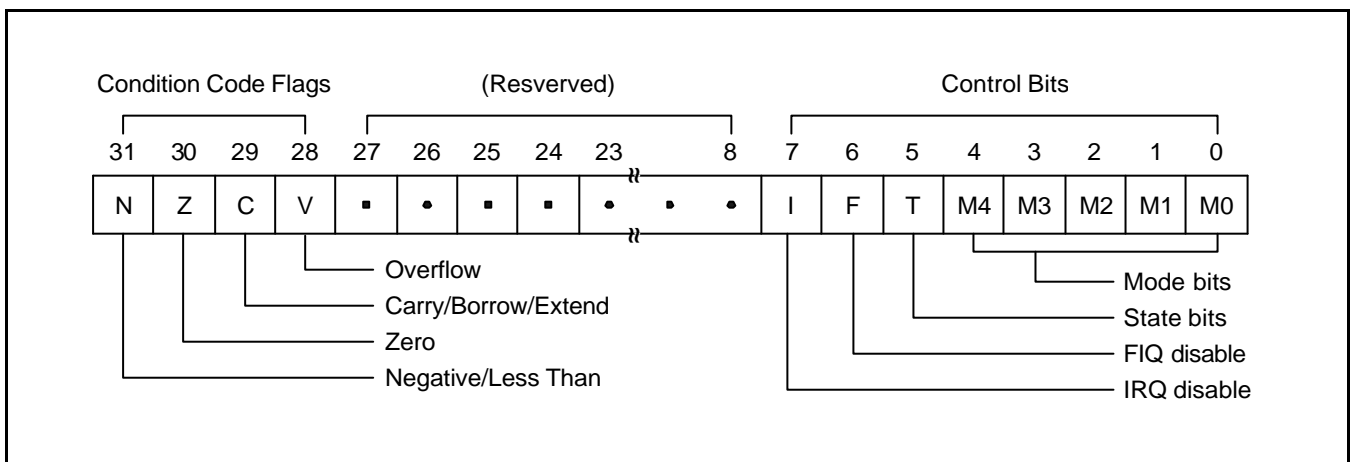 Condition Code Flags (Resverved) Control Bits
31 30 29 28 27 26 25 24 23 8 7 6 5 4 3 2 1 0
N Z C V I F T M4 M3 M2 M1 M0
Overflow
Carry/Borrow/Extend
Zero
Negative/Less Than
Mode bits
State bits
FIQ disable
IRQ disable